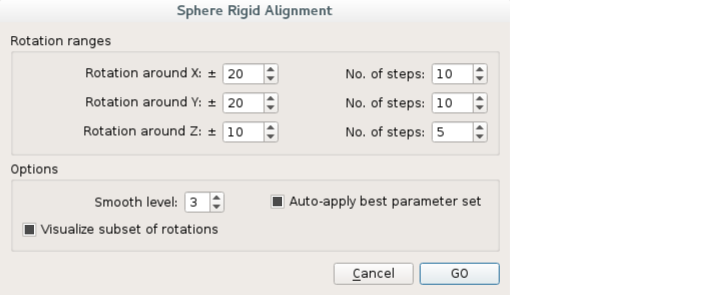 Sphere Rigid Alignment
Rotation ranges
Rotation around X: ± 20 No. of steps: 10
Rotation around Y: ± 20 No. of steps: 10
Rotation around Z: ± 10 No. of steps: 5
Options
Smooth level: 3 Auto-apply best parameter set
Visualize subset of rotations
Cancel GO